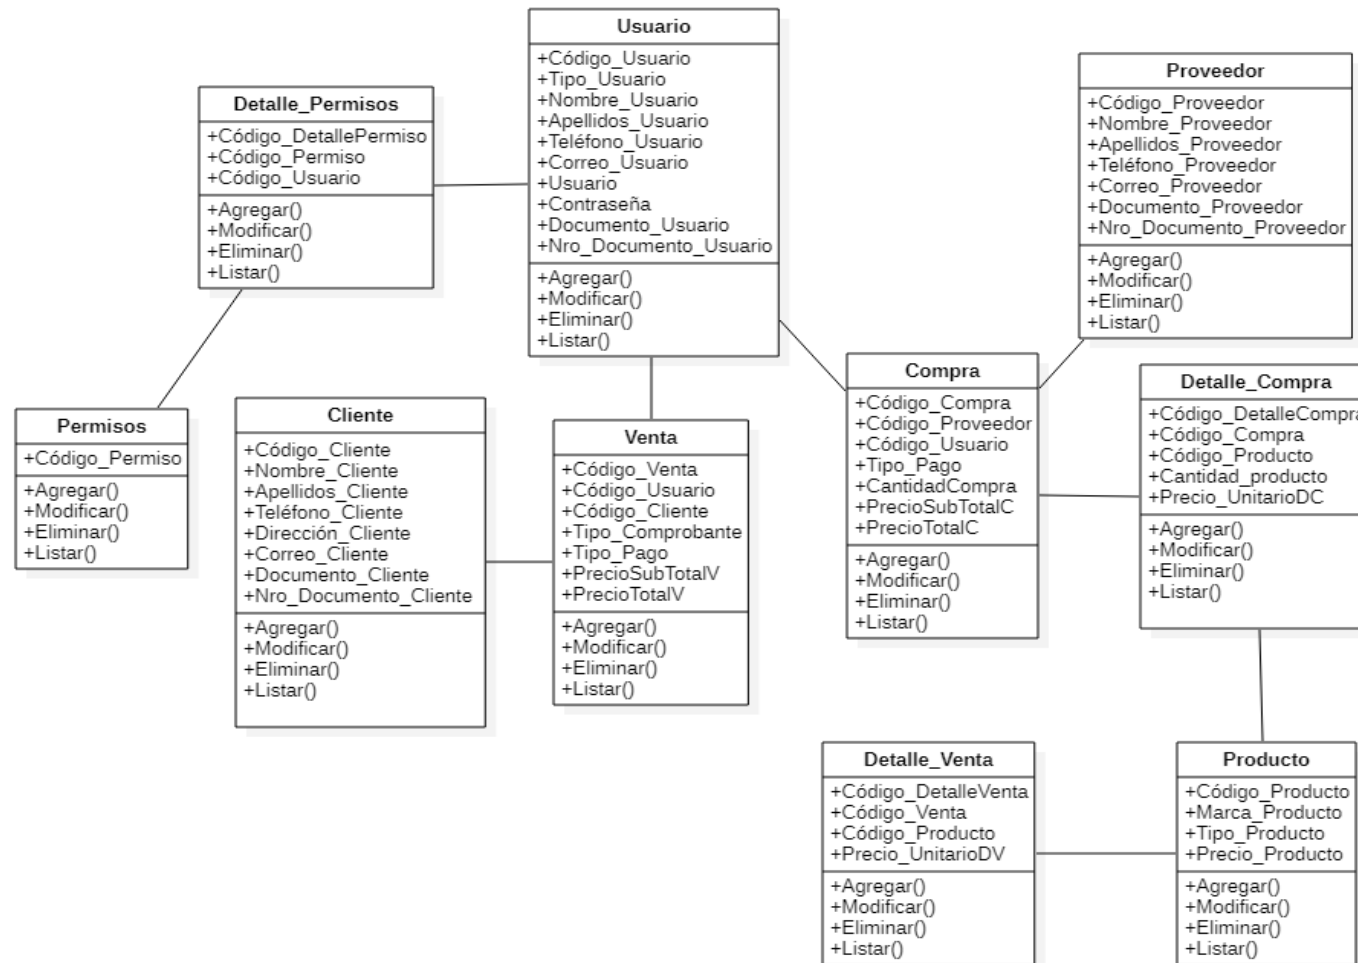 Usuario
+Código_Usuario
+Tipo_Usuario
+Nombre_Usuario
+Apellidos_Usuario
+Teléfono_Usuario
+Correo_Usuario
+Usuario
+Contraseña
+Documento_Usuario
+Nro_Documento_Usuario
+Agregar()
+Modificar()
+Eliminar()
+Listar()
Proveedor
+Código_Proveedor
+Nombre_Proveedor
+Apellidos_Proveedor
+Teléfono_Proveedor
+Correo_Proveedor
+Documento_Proveedor
+Nro_Documento_Proveedor
+Agregar()
+Modificar()
+Eliminar()
+Listar()
Detalle_Permisos
+Código_DetallePermiso
+Código_Permiso
+Código_Usuario
+Agregar()
+Modificar()
+Eliminar()
+Listar()
Permisos
+Código_Permiso
+Agregar()
+Modificar()
+Eliminar()
+Listar()
Cliente
+Código_Cliente
+Nombre_Cliente
+Apellidos_Cliente
+Teléfono_Cliente
+Dirección_Cliente
+Correo_Cliente
+Documento_Cliente
+Nro_Documento_Cliente
+Agregar()
+Modificar()
+Eliminar()
+Listar()
Venta
+Código_Venta
+Código_Usuario
+Código_Cliente
+Tipo_Comprobante
+Tipo_Pago
+PrecioSubTotalV
+PrecioTotalV
+Agregar()
+Modificar()
+Eliminar()
+Listar()
Compra
+Código_Compra
+Código_Proveedor
+Código_Usuario
+Tipo_Pago
+CantidadCompra
+PrecioSubTotalC
+PrecioTotalC
+Agregar()
+Modificar()
+Eliminar()
+Listar()
Detalle_Compra
+Código_DetalleCompra
+Código_Compra
+Código_Producto
+Cantidad_producto
+Precio_UnitarioDC
+Agregar()
+Modificar()
+Eliminar()
+Listar()
Detalle_Venta
+Código_DetalleVenta
+Código_Venta
+Código_Producto
+Precio_UnitarioDV
+Agregar()
+Modificar()
+Eliminar()
+Listar()
Producto
+Código_Producto
+Marca_Producto
+Tipo_Producto
+Precio_Producto
+Agregar()
+Modificar()
+Eliminar()
+Listar()